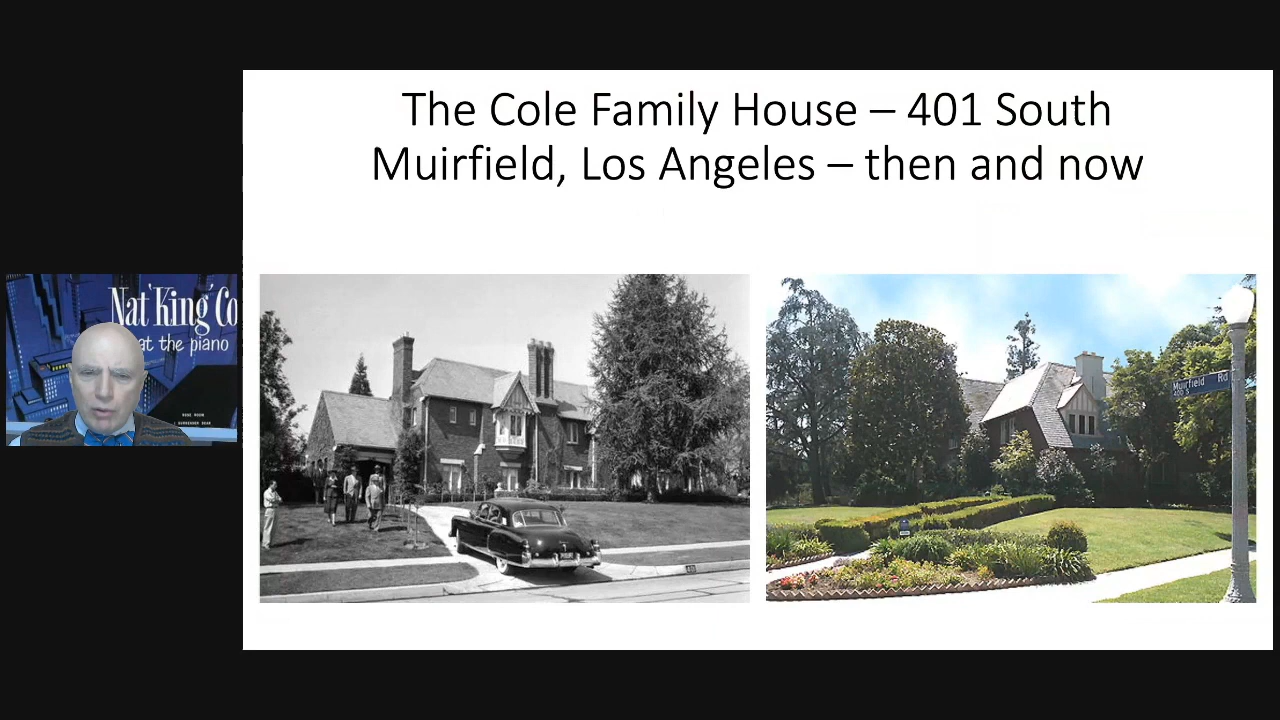 The Cole Family House – 401 South
Muirfield, Los Angeles – then and now
Nat 'King' Co
at the piano
Muirfield Rd